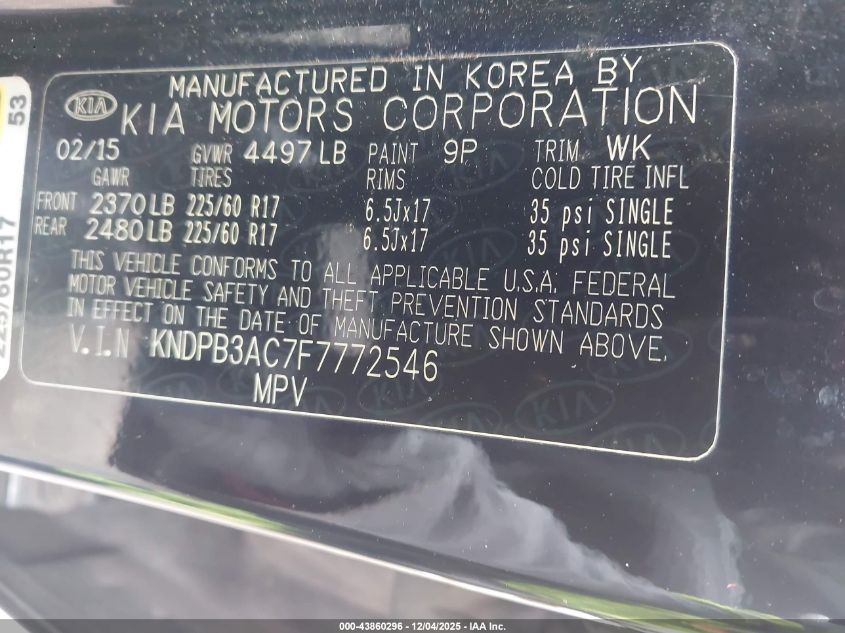 MANUFACTURED IN KOREA BY
KIA KIA MOTORS CORPORATION
02/15 GVWR 4497 LB PAINT 9P TRIM WK
GAWR TIRES RIMS COLD TIRE INFL
FRONT 2370 LB 225/60 R17 6.5Jx17 35 psi SINGLE
REAR 2480 LB 225/60 R17 6.5Jx17 35 psi SINGLE
THIS VEHICLE CONFORMS TO ALL APPLICABLE U.S.A. FEDERAL
MOTOR VEHICLE SAFETY AND THEFT PREVENTION STANDARDS
IN EFFECT ON THE DATE OF MANUFACTURE SHOWN ABOVE.
V.I.N KNDPB3AC7F7772546
MPV
KIA
53
225/60R17
000-43860296 - 12/04/2025 - IAA Inc.